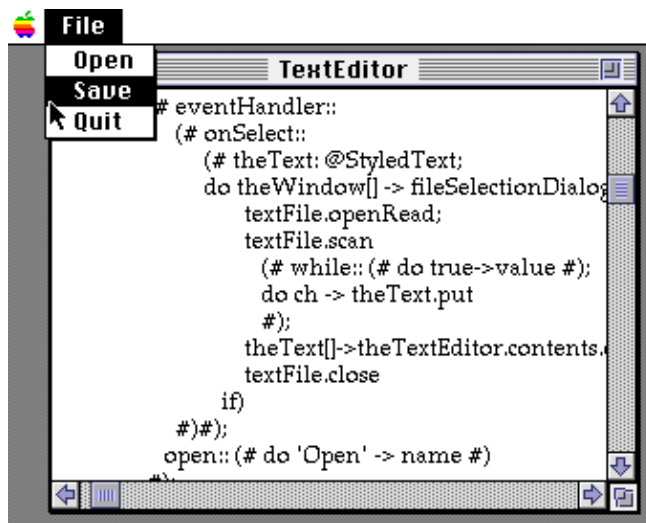 File
Open
Save
Quit
TextEditor
# eventHandler::
(# onSelect::
(# theText: @StyledText;
do theWindow[] -> fileSelectionDialog
textFile.openRead;
textFile.scan
(# while:: (# do true->value #);
do ch -> theText.put
#);
theText[]->theTextEditor.contents.
textFile.close
if)
#)#);
open:: (# do 'Open' -> name #)